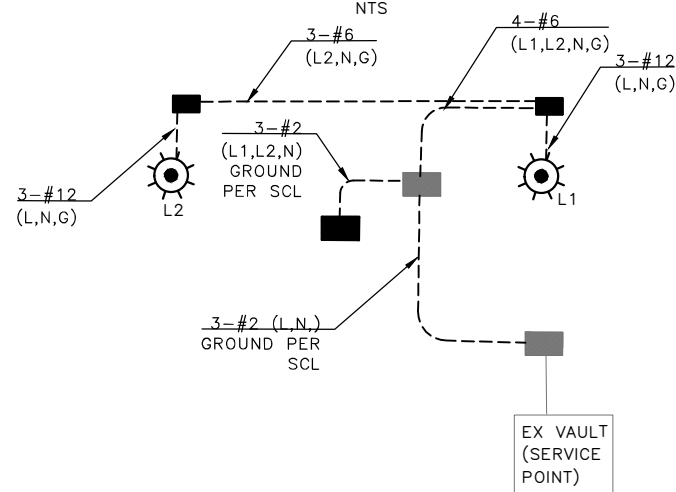 NTS
3-#6
(L2,N,G)
4-#6
(L1,L2,N,G)
3-#12
(L,N,G)
3-#2
(L1,L2,N)
GROUND
PER SCL
3-#12
(L,N,G)
L2
L1
3-#2 (L,N,)
GROUND PER
SCL
EX VAULT
(SERVICE
POINT)